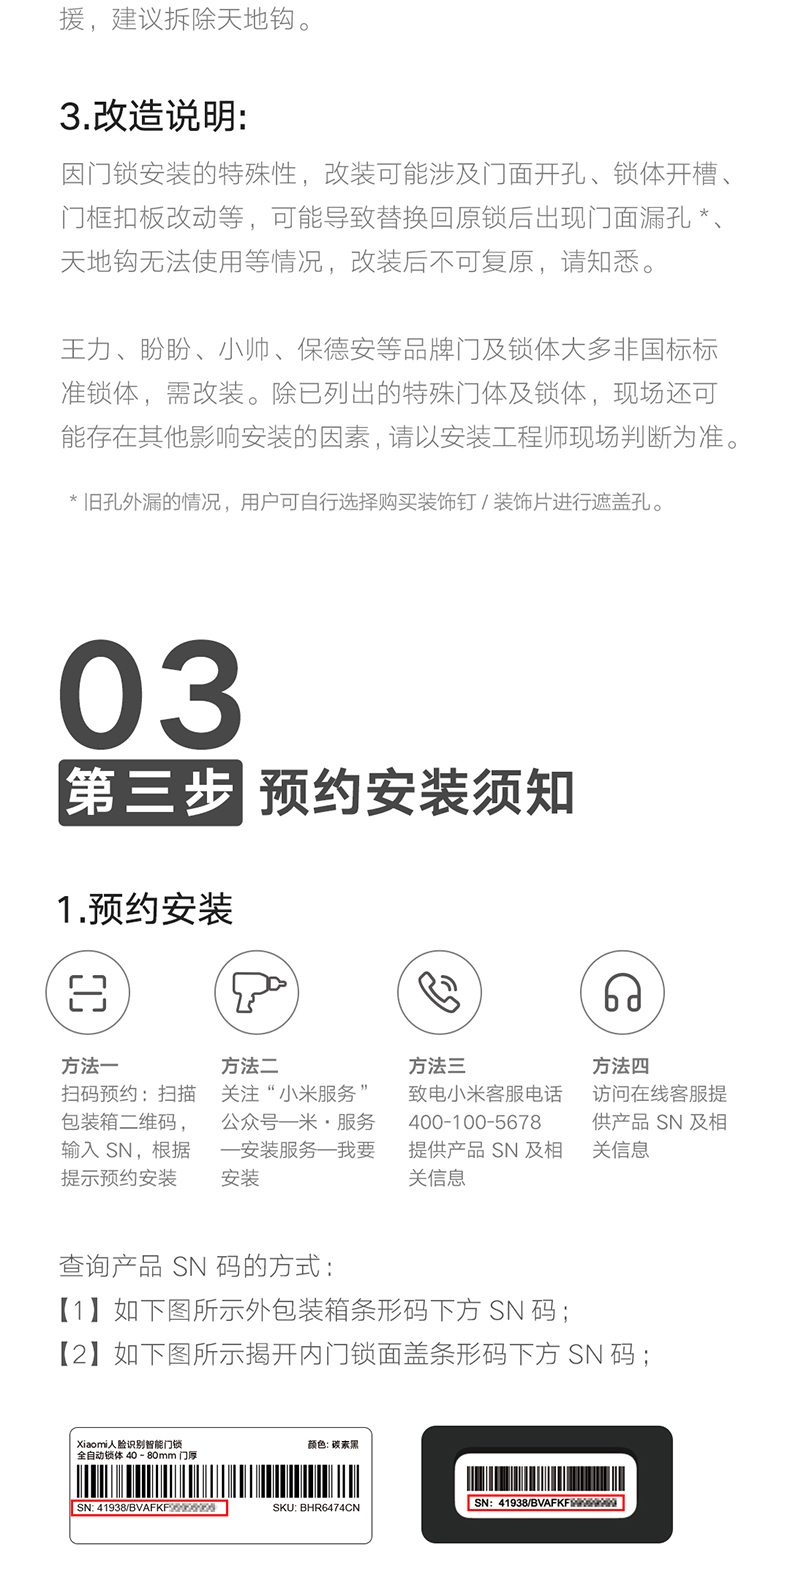 援，建议拆除天地钩。
3.改造说明:
因门锁安装的特殊性，改装可能涉及门面开孔、锁体开槽、
门框扣板改动等，可能导致替换回原锁后出现门面漏孔 *、
天地钩无法使用等情况，改装后不可复原，请知悉。
王力、盼盼、小帅、保德安等品牌门及锁体大多非国标标
准锁体，需改装。除已列出的特殊门体及锁体，现场还可
能存在其他影响安装的因素,请以安装工程师现场判断为准。
* 旧孔外漏的情况，用户可自行选择购买装饰钉 / 装饰片进行遮盖孔。
03
第三步 预约安装须知
1.预约安装
方法一
扫码预约：扫描
包装箱二维码，
输入 SN，根据
提示预约安装
方法二
关注“小米服务”
公众号—米·服务
—安装服务—我要
安装
方法三
致电小米客服电话
400-100-5678
提供产品 SN 及相
关信息
方法四
访问在线客服提
供产品 SN 及相
关信息
查询产品 SN 码的方式：
【1】如下图所示外包装箱条形码下方 SN 码；
【2】如下图所示揭开内门锁面盖条形码下方 SN 码；
Xiaomi人脸识别智能门锁 颜色: 碳素黑
全自动锁体 40 - 80mm 门厚
SN: 41938/BVAFKF SKU: BHR6474CN
SN: 41938/BVAFKF